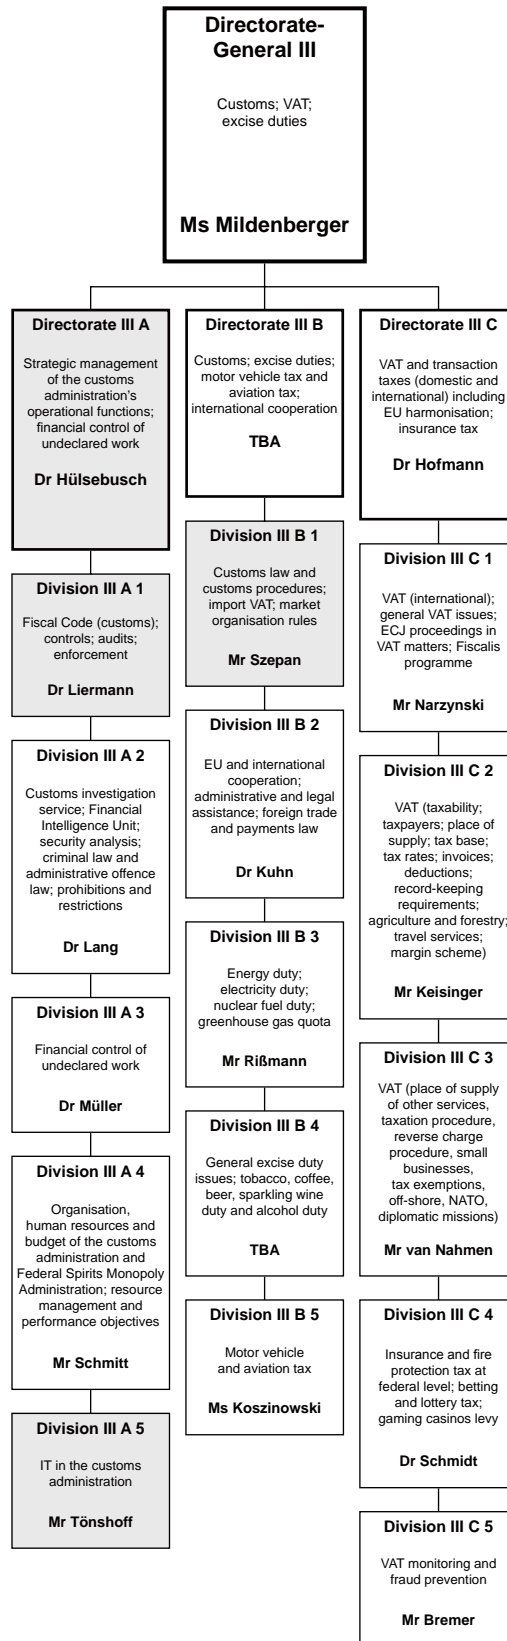 Directorate-
General III
Customs; VAT;
excise duties
Ms Mildenberger
Directorate III A
Strategic management
of the customs
administration's
operational functions;
financial control of
undeclared work
Dr Hülsebusch
Division III A 1
Fiscal Code (customs);
controls; audits;
enforcement
Dr Liermann
Division III A 2
Customs investigation
service; Financial
Intelligence Unit;
security analysis;
criminal law and
administrative offence
law; prohibitions and
restrictions
Dr Lang
Division III A 3
Financial control of
undeclared work
Dr Müller
Division III A 4
Organisation,
human resources and
budget of the customs
administration and
Federal Spirits Monopoly
Administration; resource
management and
performance objectives
Mr Schmitt
Division III A 5
IT in the customs
administration
Mr Tönshoff
Directorate III B
Customs; excise duties;
motor vehicle tax and
aviation tax;
international cooperation
TBA
Division III B 1
Customs law and
customs procedures;
import VAT; market
organisation rules
Mr Szepan
Division III B 2
EU and international
cooperation;
administrative and legal
assistance; foreign trade
and payments law
Dr Kuhn
Division III B 3
Energy duty;
electricity duty;
nuclear fuel duty;
greenhouse gas quota
Mr Rißmann
Division III B 4
General excise duty
issues; tobacco, coffee,
beer, sparkling wine
duty and alcohol duty
TBA
Division III B 5
Motor vehicle
and aviation tax
Ms Koszinowski
Directorate III C
VAT and transaction
taxes (domestic and
international) including
EU harmonisation;
insurance tax
Dr Hofmann
Division III C 1
VAT (international);
general VAT issues;
ECJ proceedings in
VAT matters; Fiscalis
programme
Mr Narzynski
Division III C 2
VAT (taxability;
taxpayers; place of
supply; tax base;
tax rates; invoices;
deductions;
record-keeping
requirements;
agriculture and forestry;
travel services;
margin scheme)
Mr Keisinger
Division III C 3
VAT (place of supply
of other services,
taxation procedure,
reverse charge
procedure, small
businesses,
tax exemptions,
off-shore, NATO,
diplomatic missions)
Mr van Nahmen
Division III C 4
Insurance and fire
protection tax at
federal level; betting
and lottery tax;
gaming casinos levy
Dr Schmidt
Division III C 5
VAT monitoring and
fraud prevention
Mr Bremer